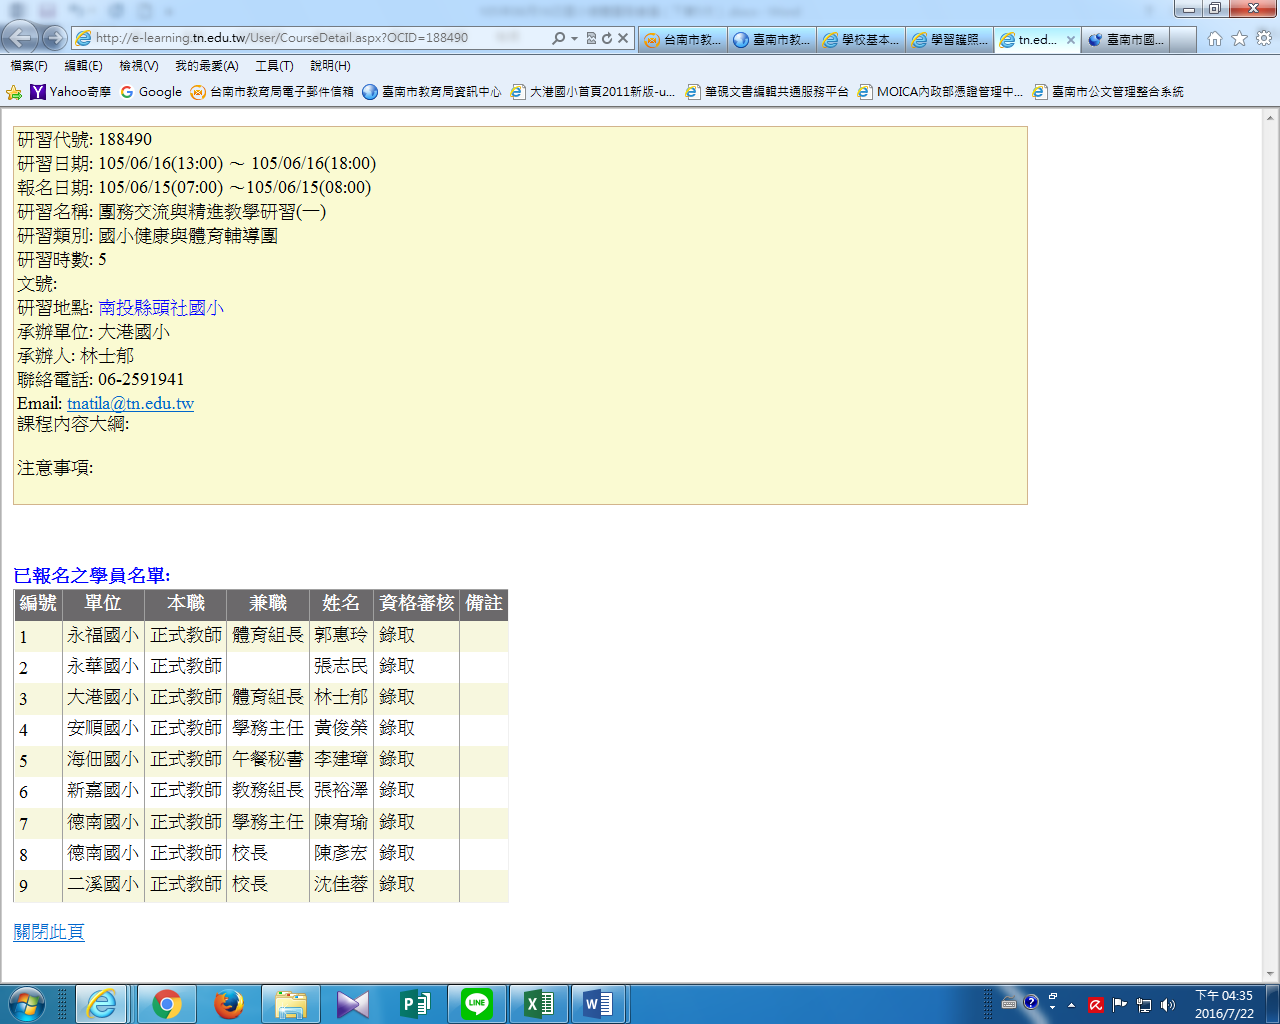 http://e-learning.tn.edu.tw/User/CourseDetail.aspx?OCID=188490
台南市教...
臺南市教...
學校基本...
學習護照...
tn.ed...
臺南市國...
檔案(F) 編輯(E) 檢視(V) 我的最愛(A) 工具(T) 說明(H)
Yahoo奇摩 Google 台南市教育局電子郵件信箱 臺南市教育局資訊中心 大港國小首頁2011新版-u... 筆硯文書編輯共通服務平台 MOICA內政部憑證管理中... 臺南市公文管理整合系統
研習代號: 188490
研習日期: 105/06/16(13:00) ～ 105/06/16(18:00)
報名日期: 105/06/15(07:00) ～105/06/15(08:00)
研習名稱: 團務交流與精進教學研習(一)
研習類別: 國小健康與體育輔導團
研習時數: 5
文號:
研習地點: 南投縣頭社國小
承辦單位: 大港國小
承辦人: 林士郁
聯絡電話: 06-2591941
Email: tnatila@tn.edu.tw
課程內容大綱:
注意事項:
已報名之學員名單:
編號 單位 本職 兼職 姓名 資格審核 備註
1 永福國小 正式教師 體育組長 郭惠玲 錄取
2 永華國小 正式教師 張志民 錄取
3 大港國小 正式教師 體育組長 林士郁 錄取
4 安順國小 正式教師 學務主任 黃俊榮 錄取
5 海佃國小 正式教師 午餐秘書 李建璋 錄取
6 新嘉國小 正式教師 教務組長 張裕澤 錄取
7 德南國小 正式教師 學務主任 陳宥瑜 錄取
8 德南國小 正式教師 校長 陳彥宏 錄取
9 二溪國小 正式教師 校長 沈佳蓉 錄取
關閉此頁
LINE
下午 04:35
2016/7/22